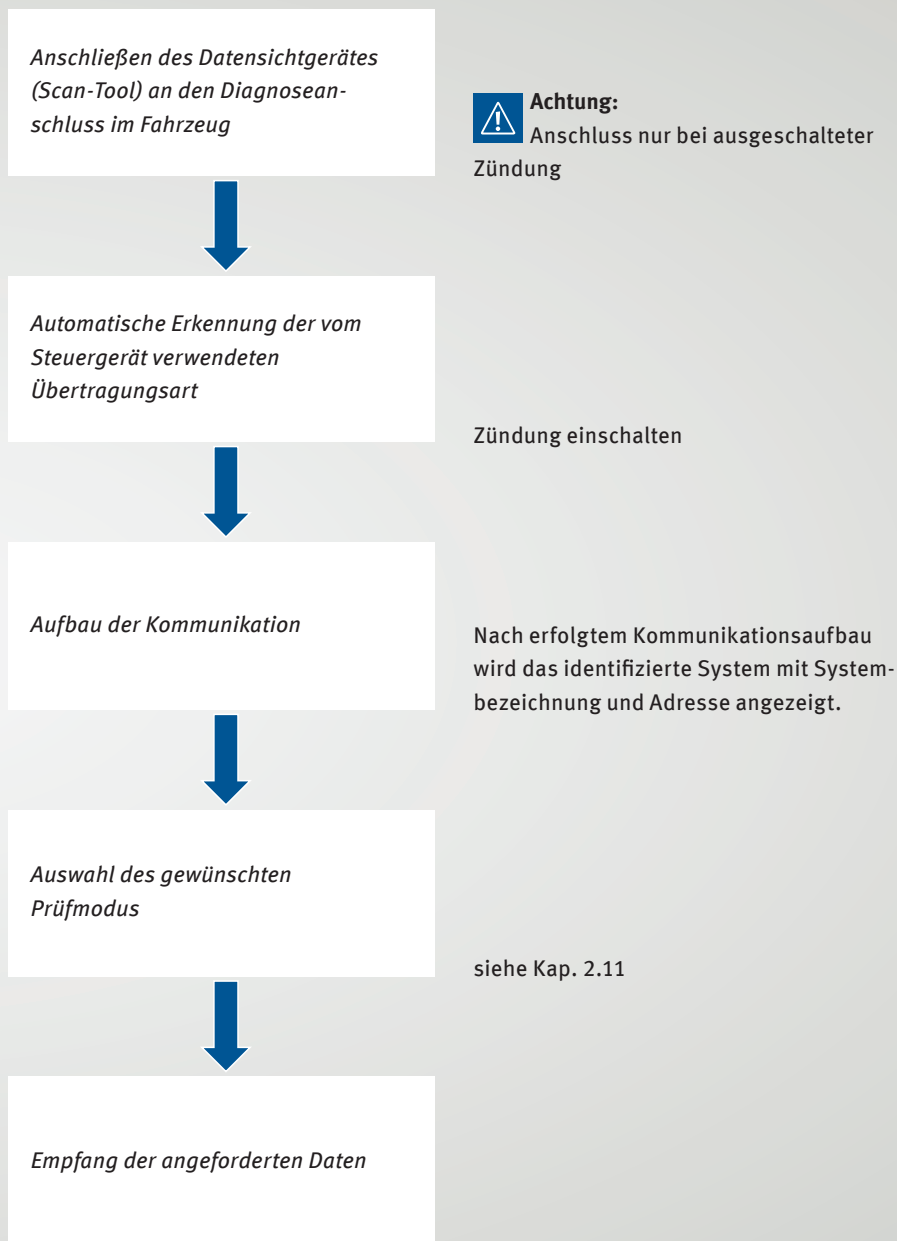 Anschließen des Datensichtgerätes
(Scan-Tool) an den Diagnosean-
schluss im Fahrzeug
Achtung:
Anschluss nur bei ausgeschalteter
Zündung
Automatische Erkennung der vom
Steuergerät verwendeten
Übertragungsart
Zündung einschalten
Aufbau der Kommunikation
Nach erfolgtem Kommunikationsaufbau
wird das identifizierte System mit System-
bezeichnung und Adresse angezeigt.
Auswahl des gewünschten
Prüfmodus
siehe Kap. 2.11
Empfang der angeforderten Daten